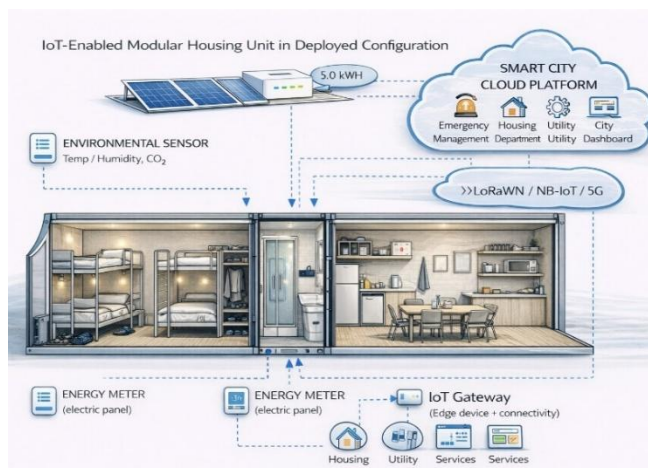 IoT-Enabled Modular Housing Unit in Deployed Configuration
5.0 kWH
SMART CITY
CLOUD PLATFORM
Emergency Management
Housing Department
Utility Utility
City Dashboard
ENVIRONMENTAL SENSOR
Temp / Humidity, CO₂
>>LoRaWN / NB-IoT / 5G
ENERGY METER
(electric panel)
ENERGY METER
(electric panel)
IoT Gateway
(Edge device + connectivity)
Housing
Utility
Services
Services